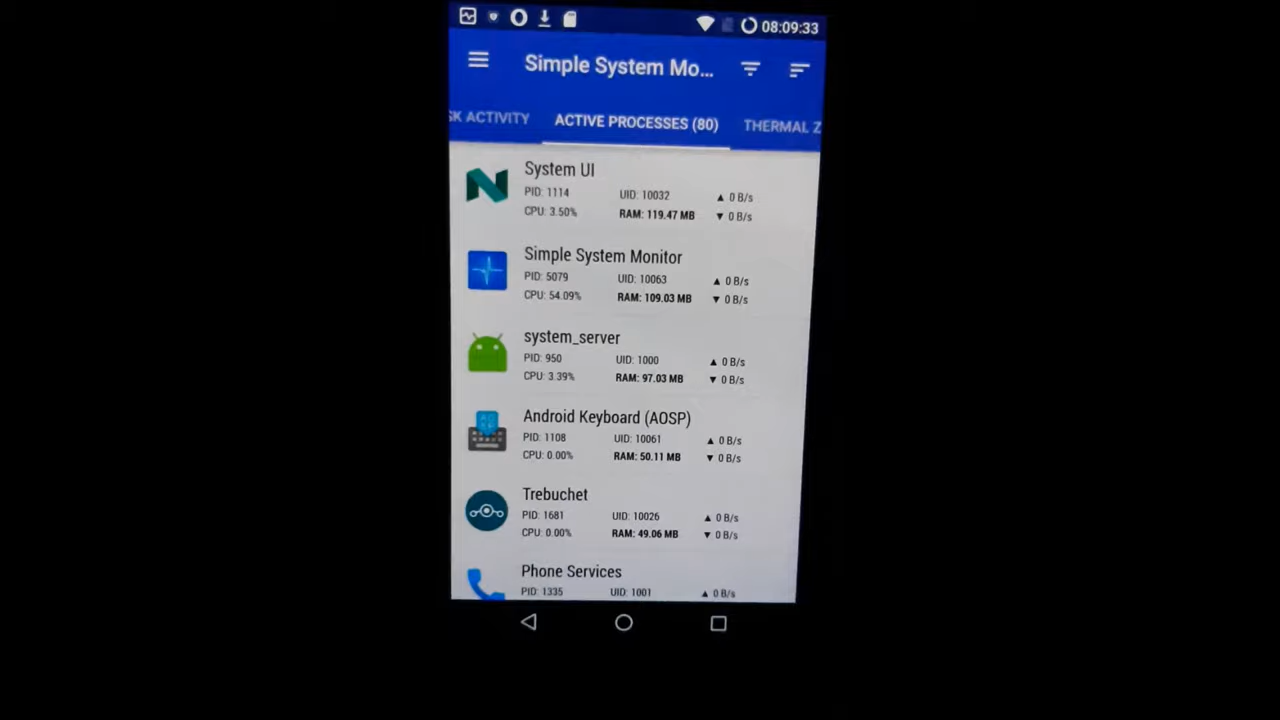 08:09:33
Simple System Mo...
SK ACTIVITY ACTIVE PROCESSES (80) THERMAL Z
System UI
PID: 1114 UID: 10032 ▲ 0 B/s
CPU: 3.50% RAM: 119.47 MB ▼ 0 B/s
Simple System Monitor
PID: 5079 UID: 10063 ▲ 0 B/s
CPU: 54.09% RAM: 109.03 MB ▼ 0 B/s
system_server
PID: 950 UID: 1000 ▲ 0 B/s
CPU: 3.39% RAM: 97.03 MB ▼ 0 B/s
Android Keyboard (AOSP)
PID: 1108 UID: 10061 ▲ 0 B/s
CPU: 0.00% RAM: 50.11 MB ▼ 0 B/s
Trebuchet
PID: 1681 UID: 10026 ▲ 0 B/s
CPU: 0.00% RAM: 49.06 MB ▼ 0 B/s
Phone Services
PID: 1335 UID: 1001 ▲ 0 B/s